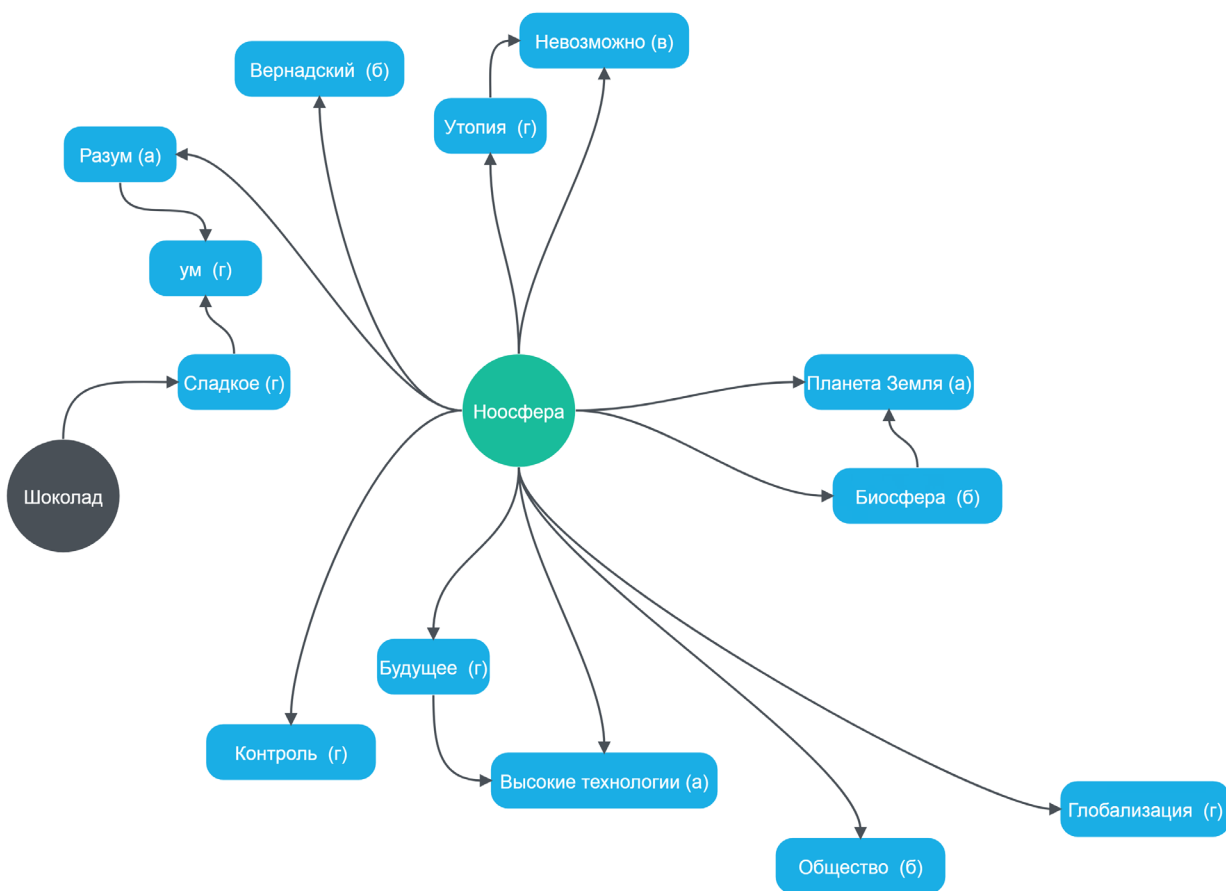 Невозможно (в)
Вернадский (б)
Утопия (г)
Разум (а)
ум (г)
Сладкое (г)
Планета Земля (а)
Ноосфера
Шоколад
Биосфера (б)
Будущее (г)
Контроль (г)
Высокие технологии (а)
Глобализация (г)
Общество (б)